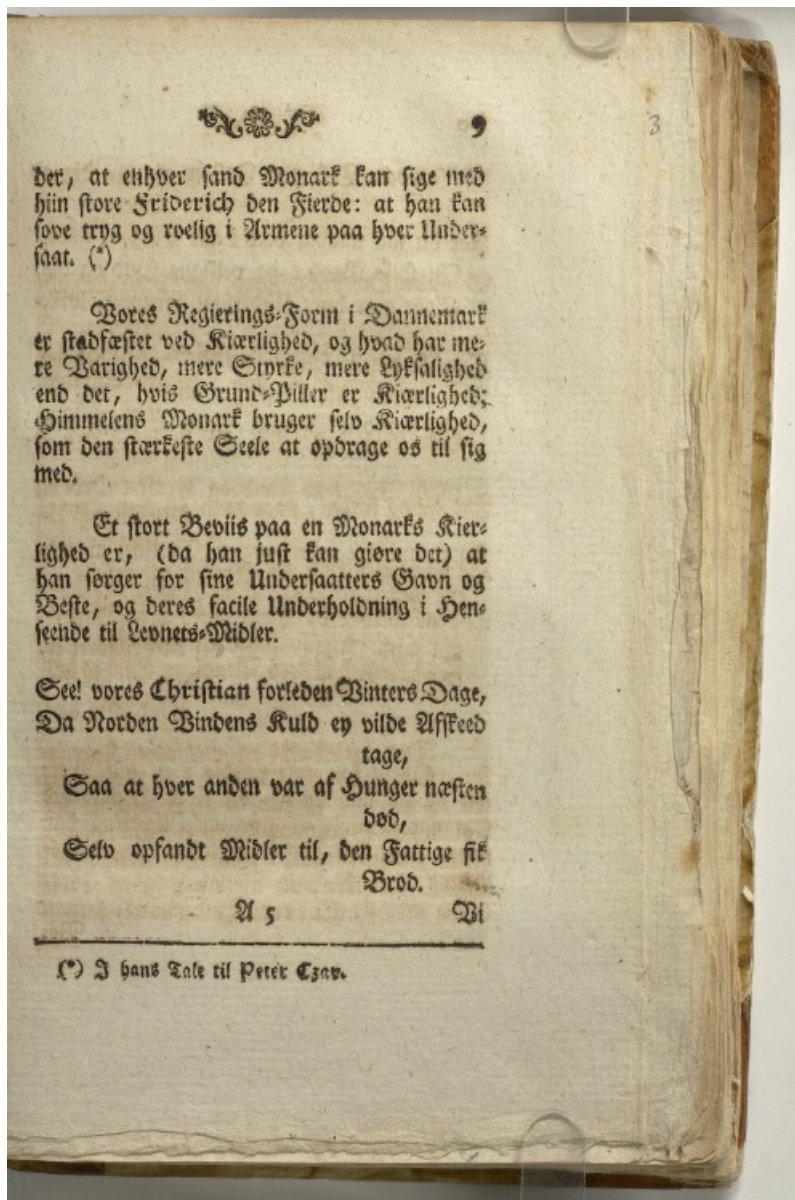 9
3
der, at enhver sand Monark kan sige med
hiin store Friderich den Fierde: at han kan
sove tryg og roelig i Armene paa hver Under-
saat. (*)
Vores Regierings-Form i Dannemark
er stadfæstet ved Kiærlighed, og hvad har me-
re Varighed, mere Styrke, mere Lyksalighed
end det, hvis Grund-Piller er Kiærlighed;
Himmelens Monark bruger selv Kiærlighed,
som den stærkeste Seele at opdrage os til sig
med.
Et stort Beviis paa en Monarks Kier-
lighed er, (da han just kan giøre det) at
han sørger for sine Undersaatters Gavn og
Beste, og deres facile Underholdning i Hen-
seende til Levnets-Midler.
See! vores Christian forleden Vinters Dage,
Da Norden Vindens Kuld ey vilde Afskeed
tage,
Saa at hver anden var af Hunger næsten
død,
Selv opfandt Midler til, den Fattige fik
Brød.
A 5 Vi
(*) I hans Tale til Peter Czar.